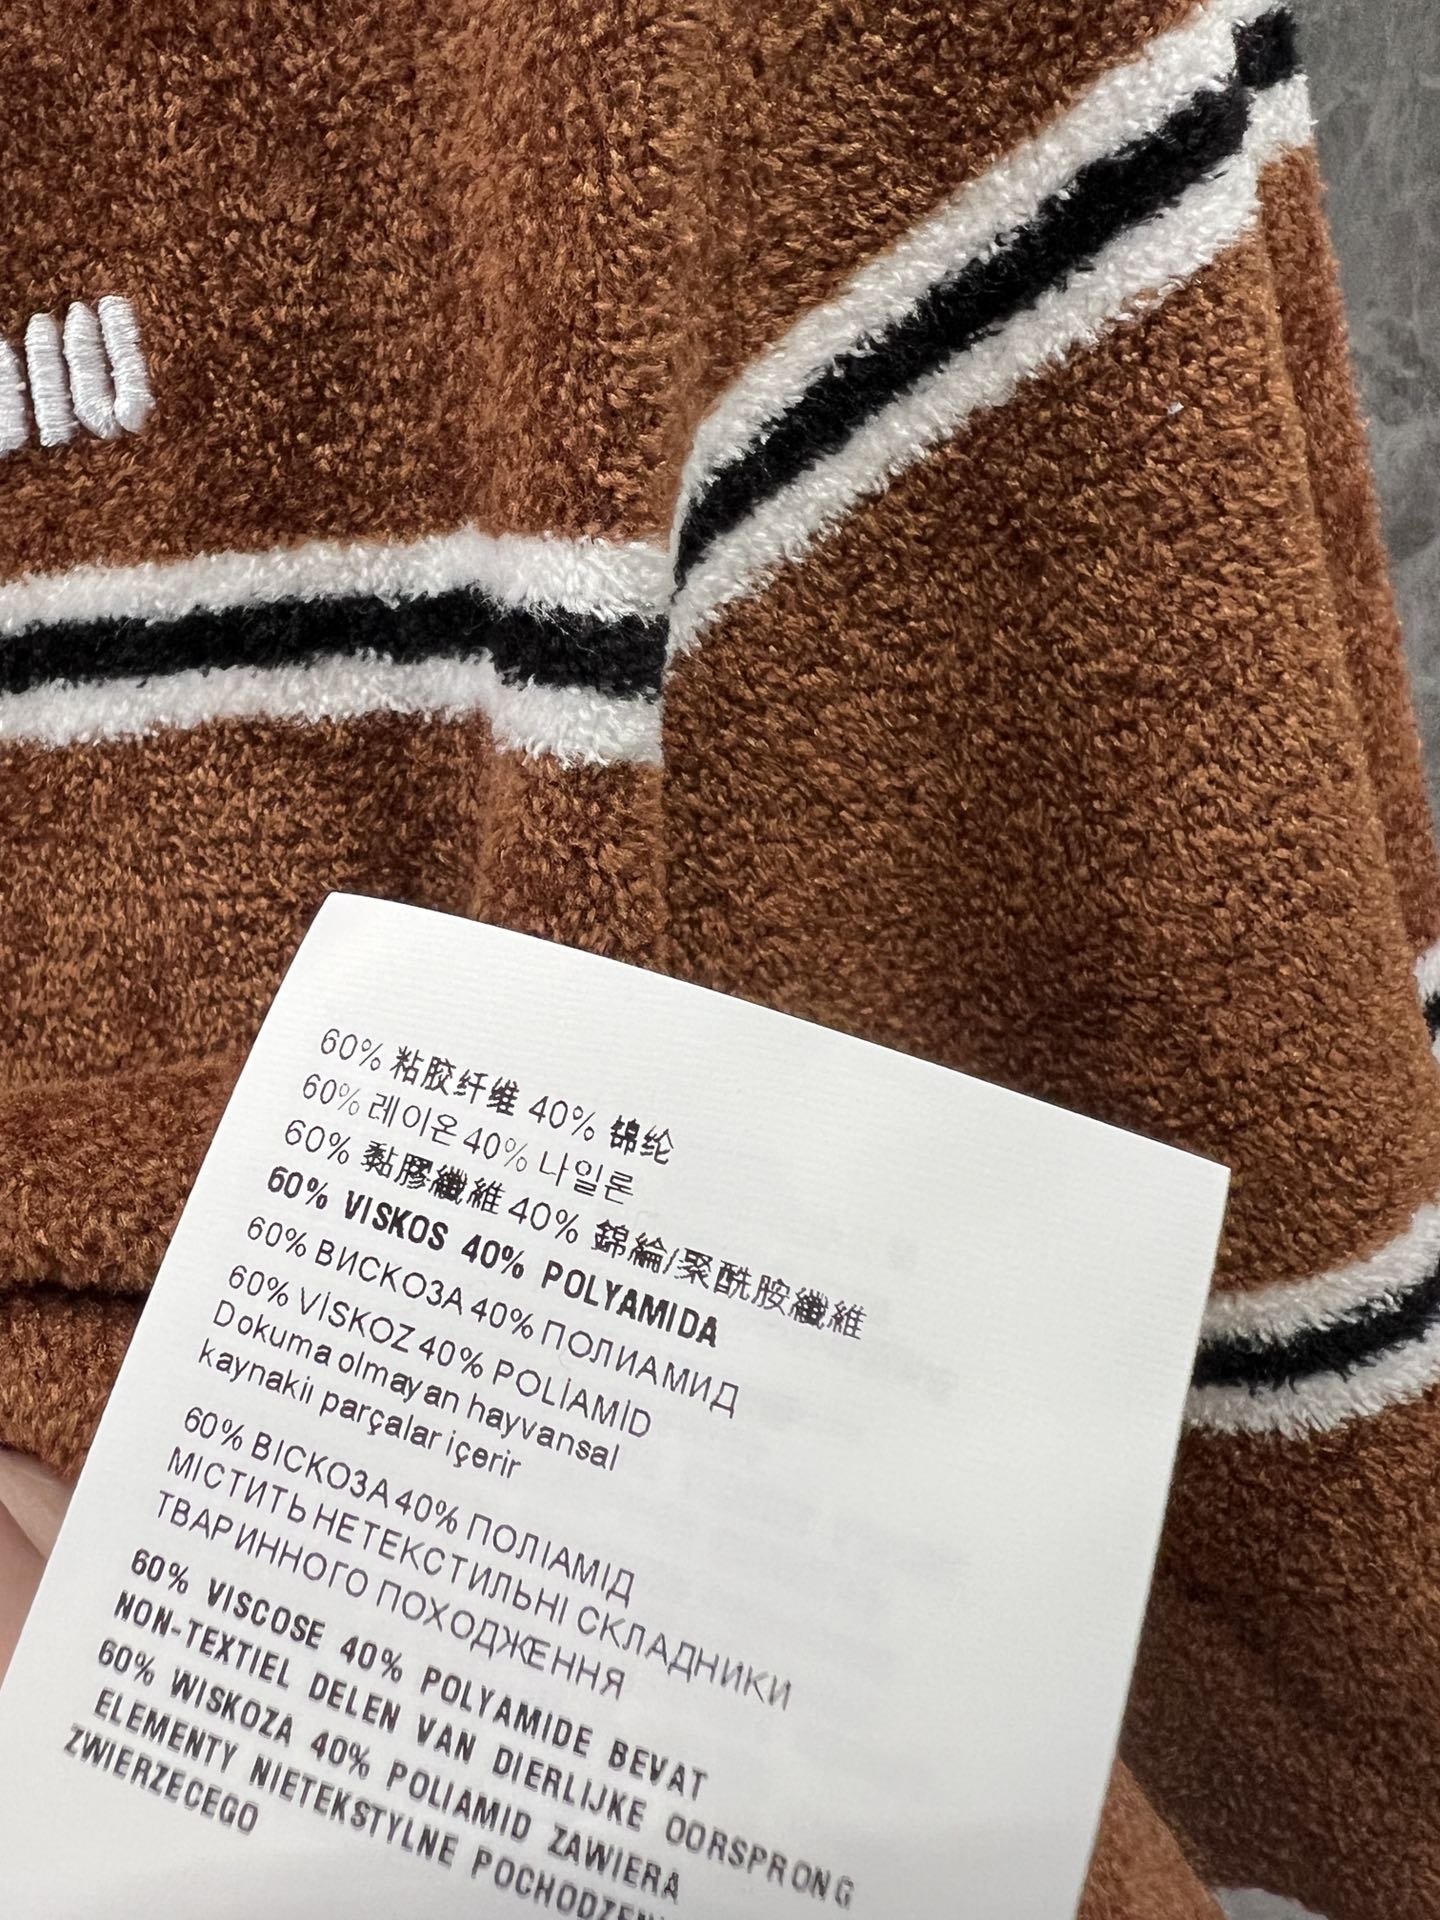 60% 粘胶纤维 40% 锦纶
60% 레이온 40% 나일론
60% 黏膠纖維 40% 錦綸/聚酰胺纖維
60% VISKOS 40% POLYAMIDA
60% ВИСКОЗА 40% ПОЛИАМИД
60% VİSKOZ 40% POLİAMİD
Dokuma olmayan hayvansal
kaynakiı parçalar içerir
60% ВІСКОЗА 40% ПОЛІАМІД
МІСТИТЬ НЕТЕКСТИЛЬНІ СКЛАДНИКИ
ТВАРИННОГО ПОХОДЖЕННЯ
60% VISCOSE 40% POLYAMIDE BEVAT
NON-TEXTIEL DELEN VAN DIERLIJKE OORSPRONG
60% WISKOZA 40% POLIAMID ZAWIERA
ELEMENTY NIETEKSTYLNE
ZWIERZECEGO